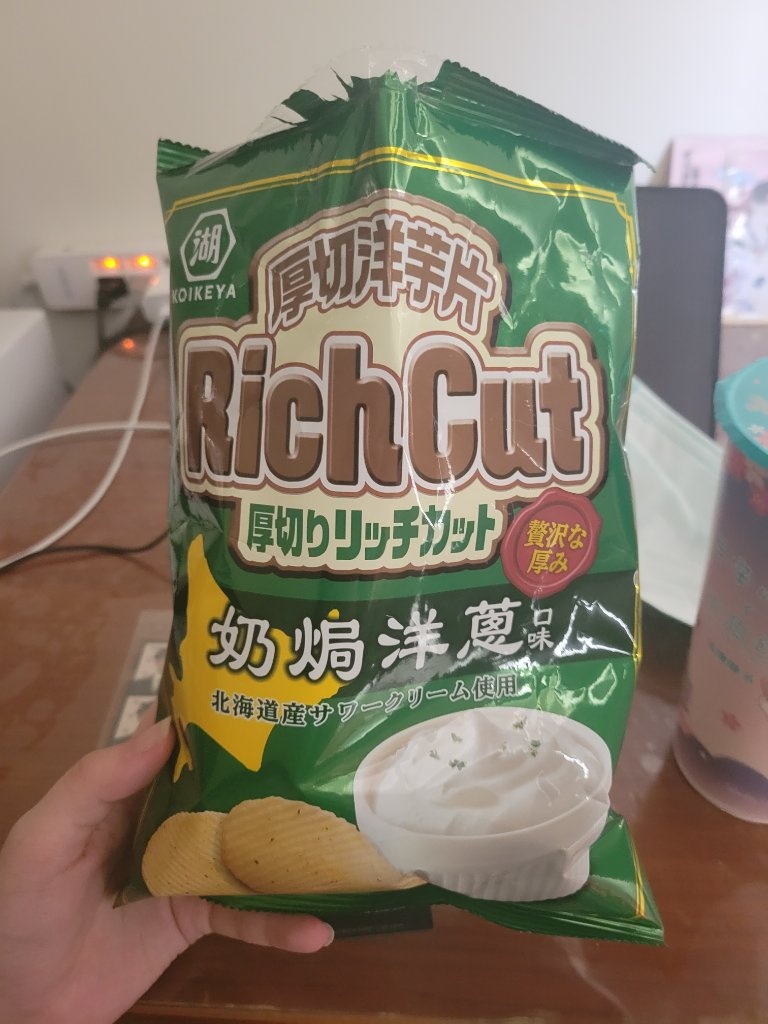 湖
KOIKEYA
厚切洋芋片
RichCut
厚切りリッチカット
贅沢な
厚み
奶焗洋蔥口味
北海道産サワークリーム使用